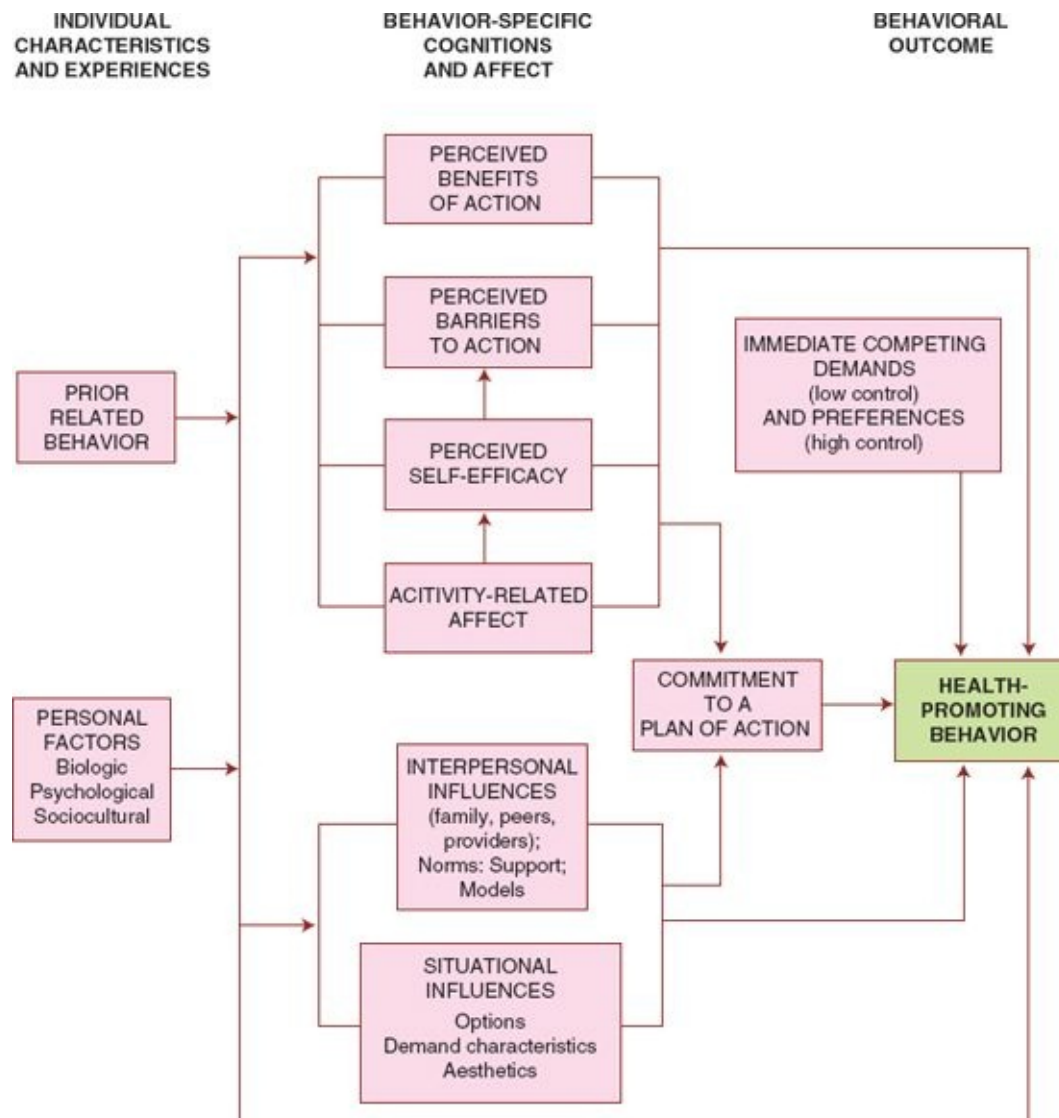 INDIVIDUAL
CHARACTERISTICS
AND EXPERIENCES
BEHAVIOR-SPECIFIC
COGNITIONS
AND AFFECT
BEHAVIORAL
OUTCOME
PERCEIVED
BENEFITS
OF ACTION
PERCEIVED
BARRIERS
TO ACTION
IMMEDIATE COMPETING
DEMANDS
(low control)
AND PREFERENCES
(high control)
PRIOR
RELATED
BEHAVIOR
PERCEIVED
SELF-EFFICACY
ACITIVITY-RELATED
AFFECT
COMMITMENT
TO A
PLAN OF ACTION
HEALTH-
PROMOTING
BEHAVIOR
PERSONAL
FACTORS
Biologic
Psychological
Sociocultural
INTERPERSONAL
INFLUENCES
(family, peers,
providers);
Norms: Support;
Models
SITUATIONAL
INFLUENCES
Options
Demand characteristics
Aesthetics